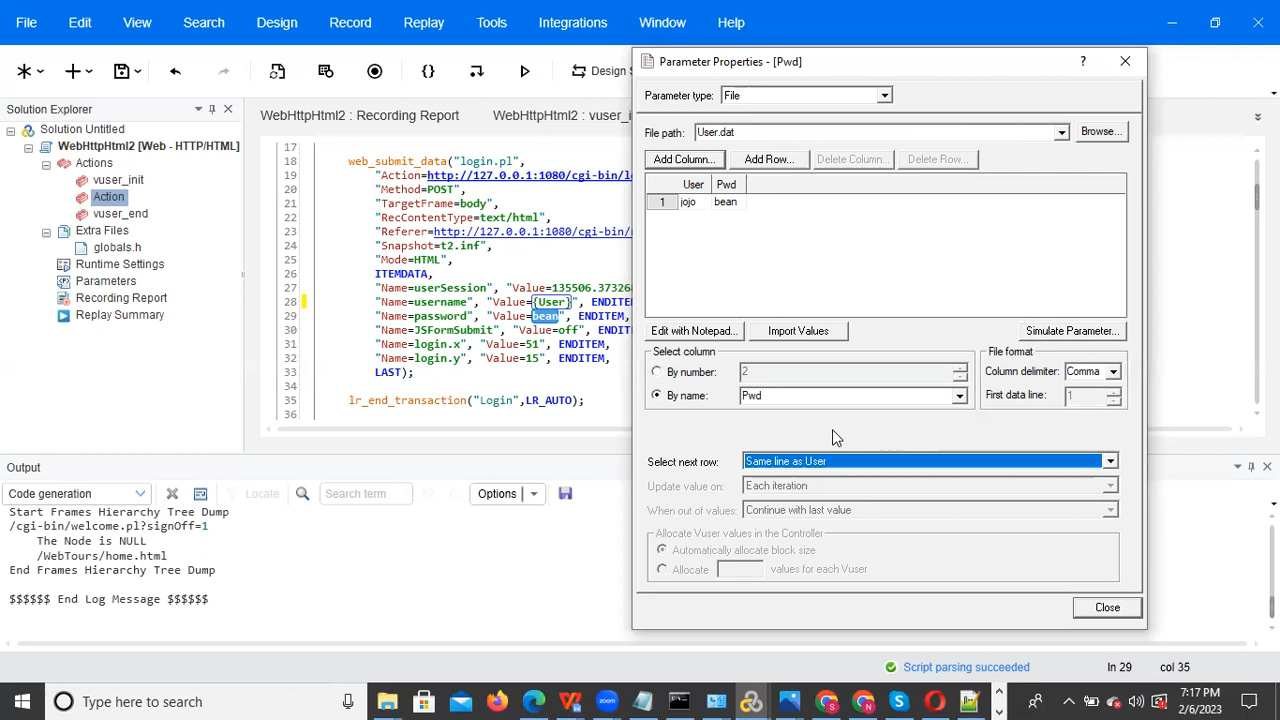 File Edit View Search Design Record Replay Tools Integrations Window Help
Design S
Solution Explorer
Solution Untitled
WebHttpHtml2 [Web - HTTP/HTML]
Actions
vuser_init
Action
vuser_end
Extra Files
globals.h
Runtime Settings
Parameters
Recording Report
Replay Summary
WebHttpHtml2 : Recording Report WebHttpHtml2 : vuser_i
17
18 web_submit_data("login.pl",
19 "Action=http://127.0.0.1:1080/cgi-bin/l
20 "Method=POST",
21 "TargetFrame=body",
22 "RecContentType=text/html",
23 "Referer=http://127.0.0.1:1080/cgi-bin/
24 "Snapshot=t2.inf",
25 "Mode=HTML",
26 ITEMDATA,
27 "Name=userSession", "Value=135506.37326
28 "Name=username", "Value={User}", ENDITE
29 "Name=password", "Value=bean", ENDITEM,
30 "Name=JSFormSubmit", "Value=off", ENDIT
31 "Name=login.x", "Value=51", ENDITEM,
32 "Name=login.y", "Value=15", ENDITEM,
33 LAST);
34
35 lr_end_transaction("Login",LR_AUTO);
36
Parameter Properties - [Pwd]
?
Parameter type: File
File path: User.dat Browse...
Add Column... Add Row... Delete Column... Delete Row...
User Pwd
1 jojo bean
Edit with Notepad... Import Values Simulate Parameter...
Select column
By number: 2
By name: Pwd
File format
Column delimiter: Comma
First data line: 1
Select next row: Same line as User
Update value on: Each iteration
When out of values: Continue with last value
Allocate Vuser values in the Controller
Automatically allocate block size
Allocate values for each Vuser
Close
Output
Code generation Locate Search term Options
Start Frames Hierarchy Tree Dump
/cgi-bin/welcome.pl?signOff=1
The Node is NULL
/WebTours/home.html
End Frames Hierarchy Tree Dump
$$$$$$ End Log Message $$$$$$
Script parsing succeeded ln 29 col 35
Type here to search
7:17 PM
2/6/2023